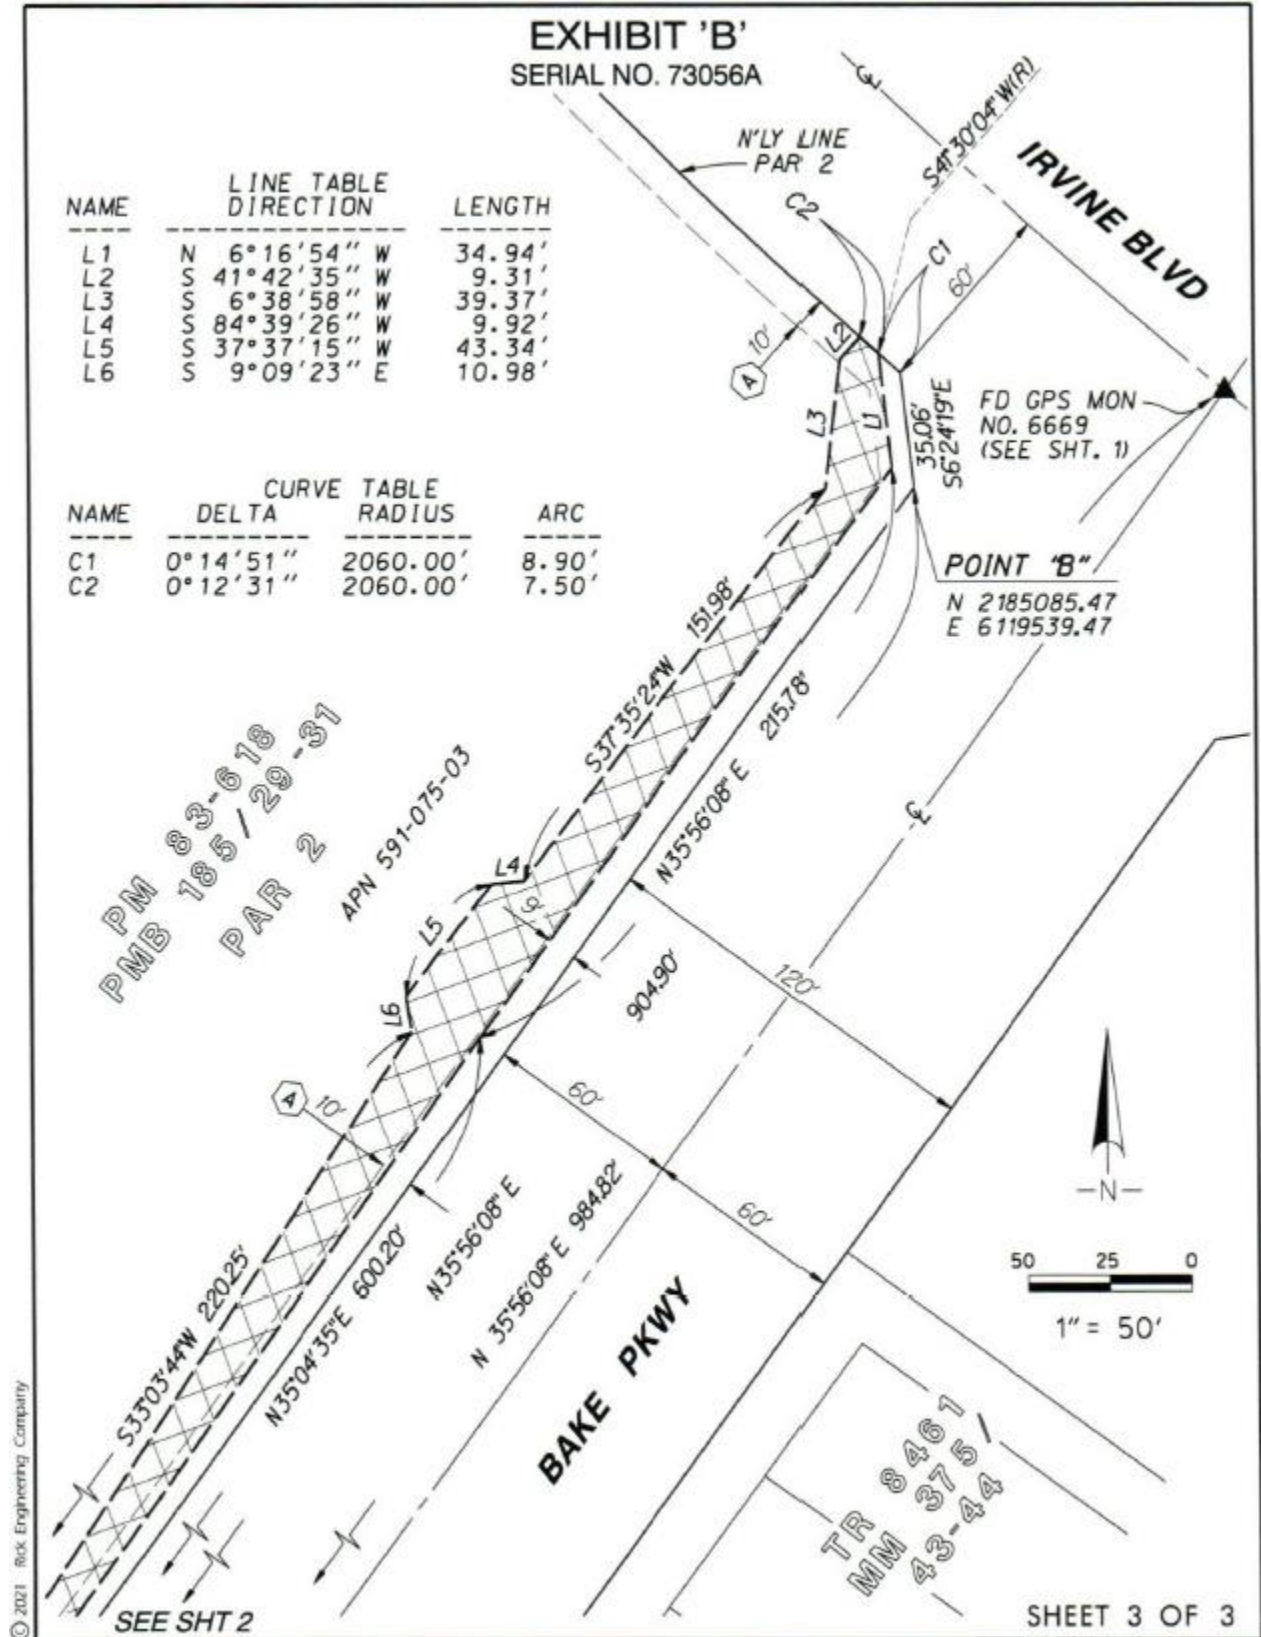 EXHIBIT 'B'
SERIAL NO. 73056A
LINE TABLE
NAME DIRECTION LENGTH
L1 N 6°16'54" W 34.94'
L2 S 41°42'35" W 9.31'
L3 S 6°38'58" W 39.37'
L4 S 84°39'26" W 9.92'
L5 S 37°37'15" W 43.34'
L6 S 9°09'23" E 10.98'
CURVE TABLE
NAME DELTA RADIUS ARC
C1 0°14'51" 2060.00' 8.90'
C2 0°12'31" 2060.00' 7.50'
N'LY LINE
PAR 2
C2
S41°30'04"W(R)
C1
60'
IRVINE BLVD
10'
A
L2
L3
L1
35.06'
S6°24'19"E
FD GPS MON
NO. 6669
(SEE SHT. 1)
POINT "B"
N 2185085.47
E 6119539.47
S37°35'24"W 151.98'
N35°56'08" E 215.78'
PM 83-618
PMB 185/29-31
PAR 2
APN 591-075-03
L4
9'
L5
L6
904.90'
120'
A
10'
60'
60'
S33°03'44"W 220.25'
N35°04'35"E 600.20'
N35°56'08" E
N 35°56'08" E 984.82'
BAKE PKWY
-N-
50 25 0
1" = 50'
TR 8461
MM 375/
43-44
SEE SHT 2
SHEET 3 OF 3
© 2021 Rick Engineering Company